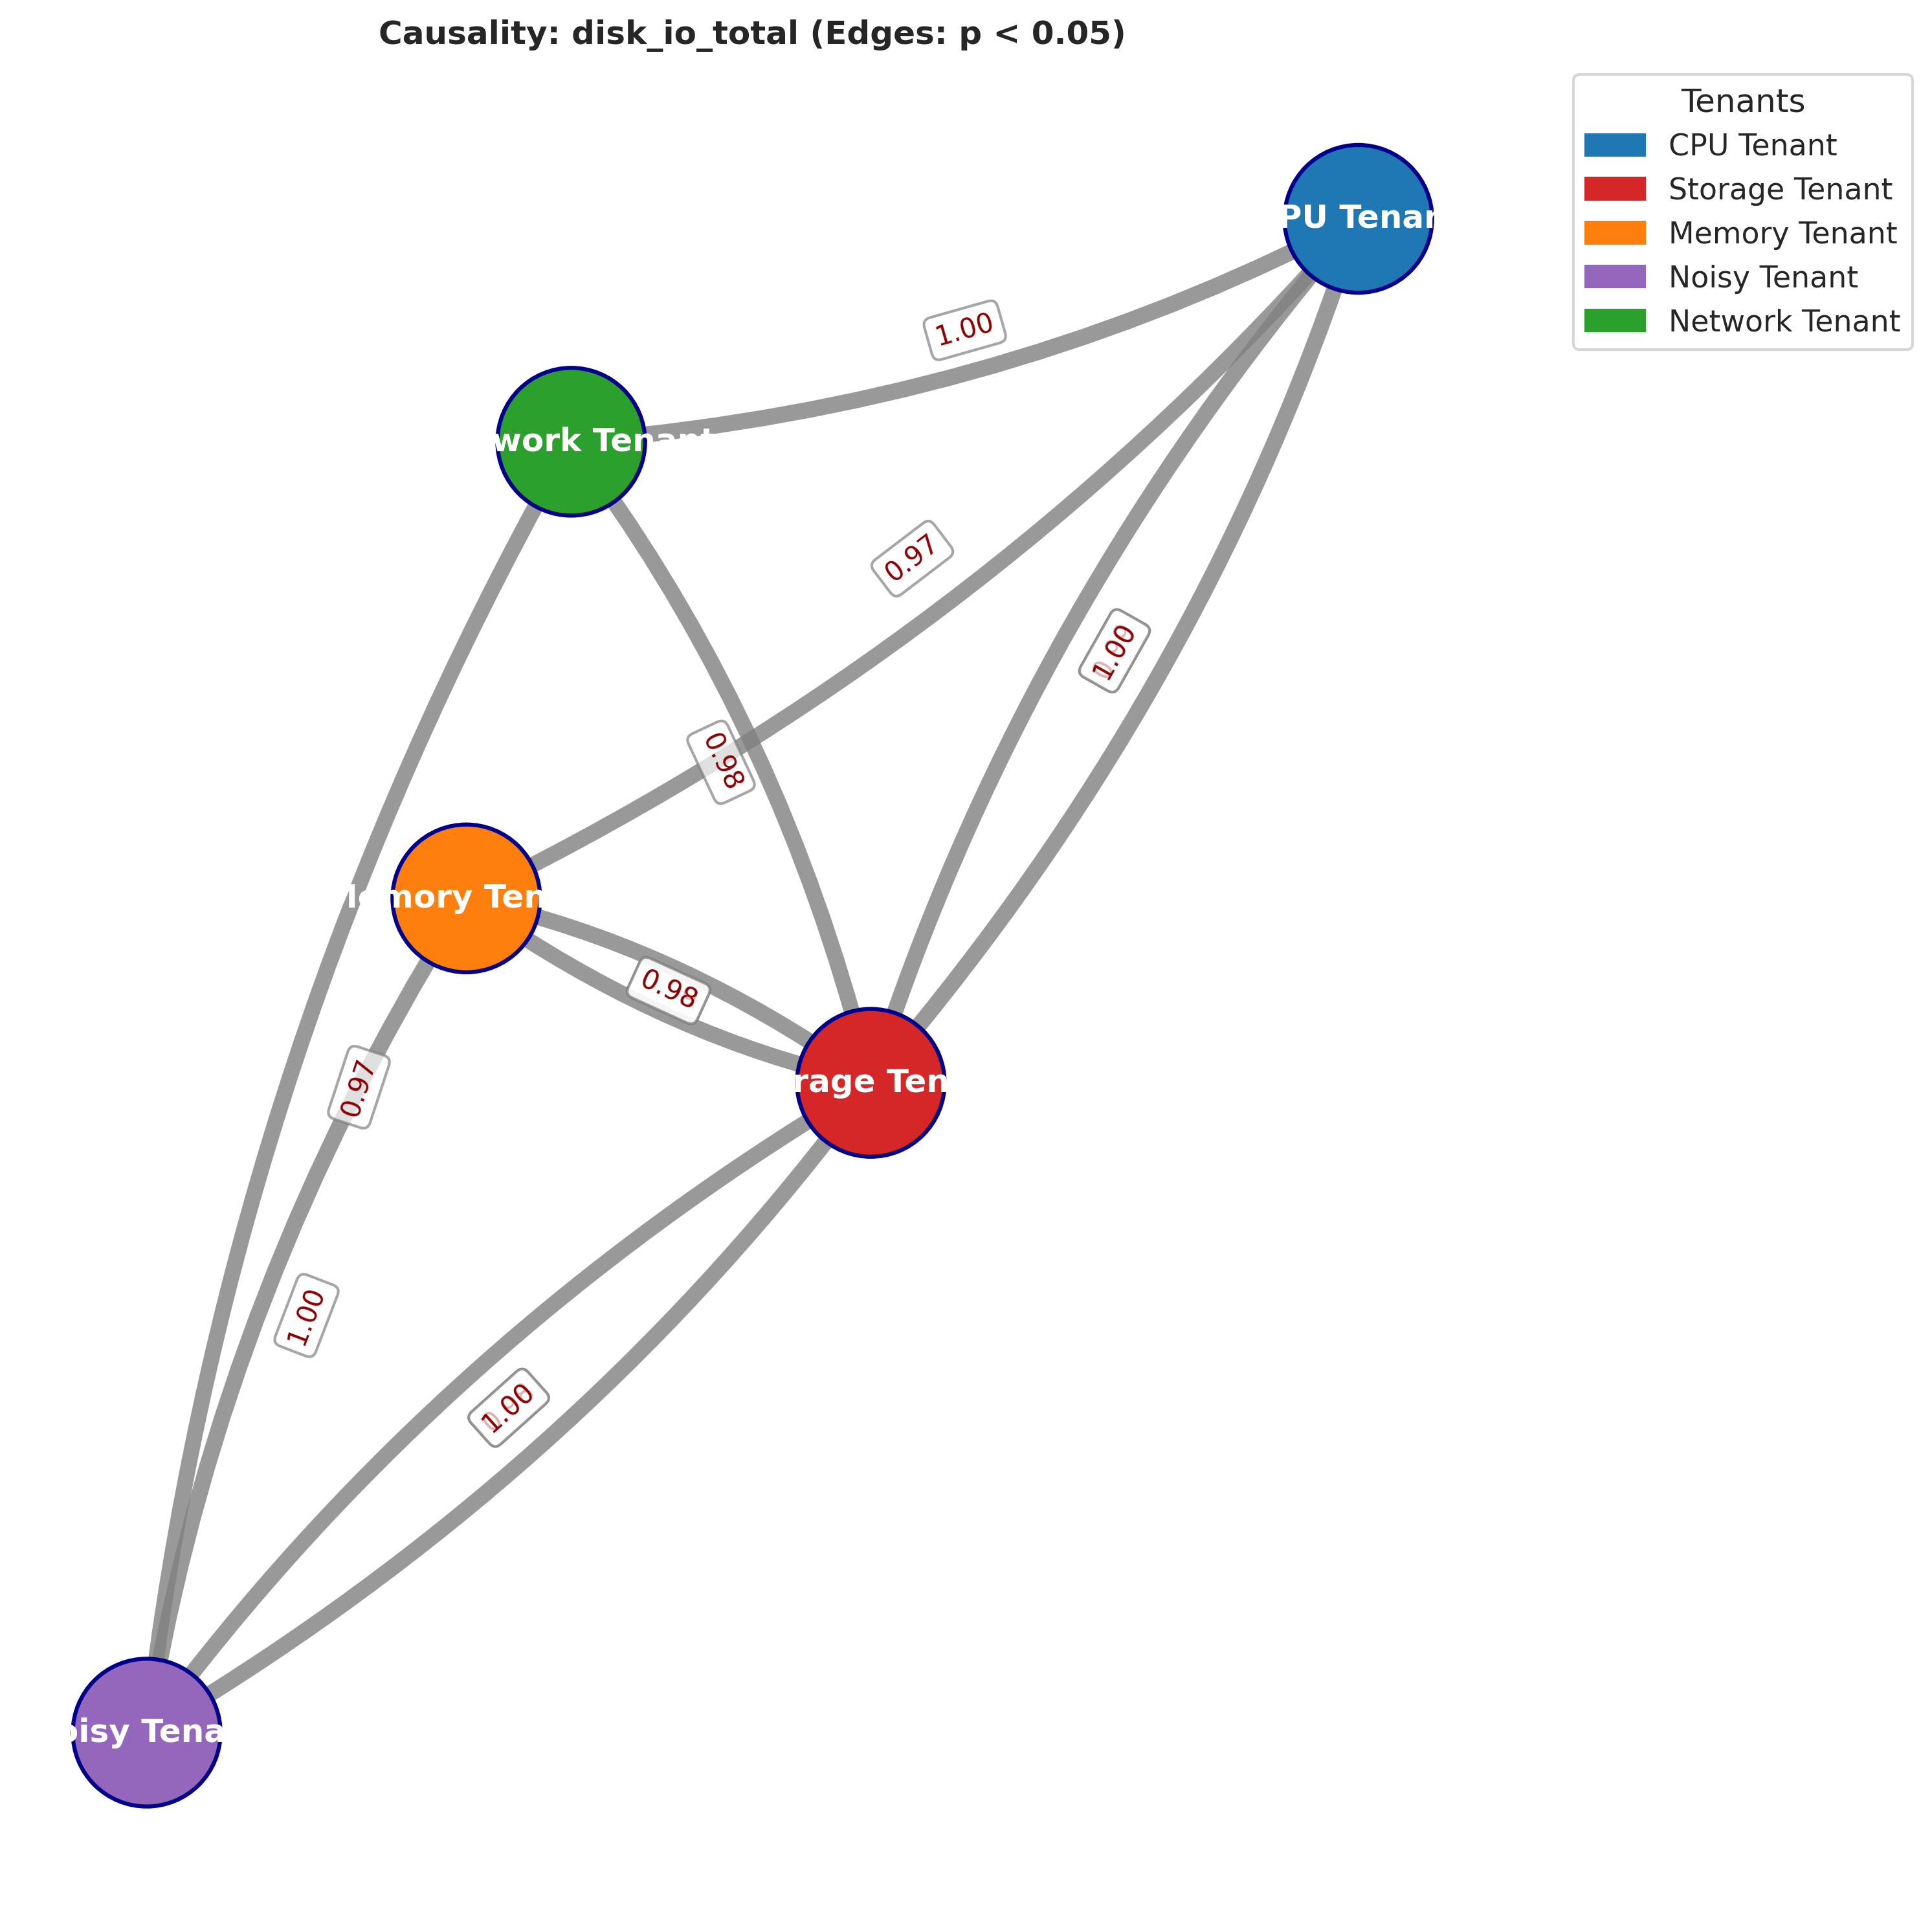 Causality: disk_io_total (Edges: p < 0.05)
Tenants
CPU Tenant
Storage Tenant
Memory Tenant
Noisy Tenant
Network Tenant
PU Tenan
1.00
work Tenant
0.97
1.00
0.98
emory Ten
0.98
rage Ten
0.97
1.00
1.00
oisy Tena